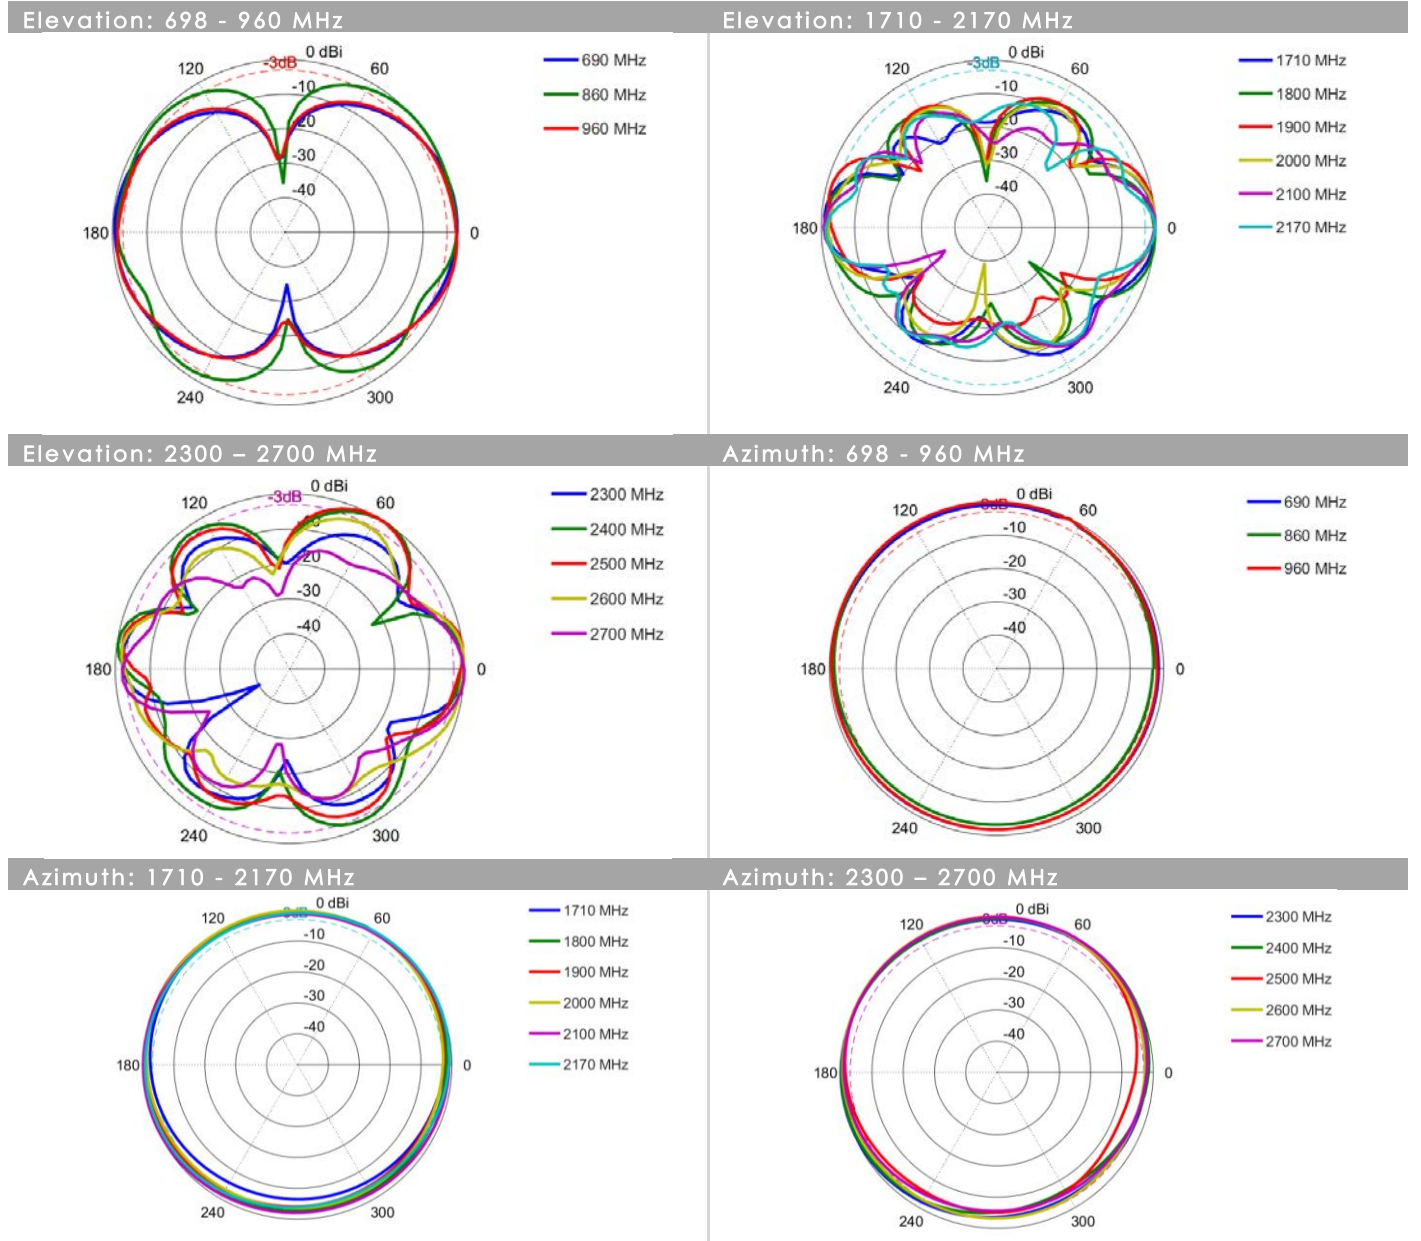 Elevation: 698 - 960 MHz
0 dBi
-3dB
120
60
-10
-20
-30
-40
180
0
240
300
690 MHz
860 MHz
960 MHz
Elevation: 1710 - 2170 MHz
0 dBi
-3dB
120
60
-10
-20
-30
-40
180
0
240
300
1710 MHz
1800 MHz
1900 MHz
2000 MHz
2100 MHz
2170 MHz
Elevation: 2300 – 2700 MHz
0 dBi
-3dB
120
60
-20
-30
-40
180
0
240
300
2300 MHz
2400 MHz
2500 MHz
2600 MHz
2700 MHz
Azimuth: 698 - 960 MHz
0 dBi
120
60
-10
-20
-30
-40
180
0
240
300
690 MHz
860 MHz
960 MHz
Azimuth: 1710 - 2170 MHz
0 dBi
120
60
-10
-20
-30
-40
180
0
240
300
1710 MHz
1800 MHz
1900 MHz
2000 MHz
2100 MHz
2170 MHz
Azimuth: 2300 – 2700 MHz
0 dBi
120
60
-10
-20
-30
-40
180
0
240
300
2300 MHz
2400 MHz
2500 MHz
2600 MHz
2700 MHz